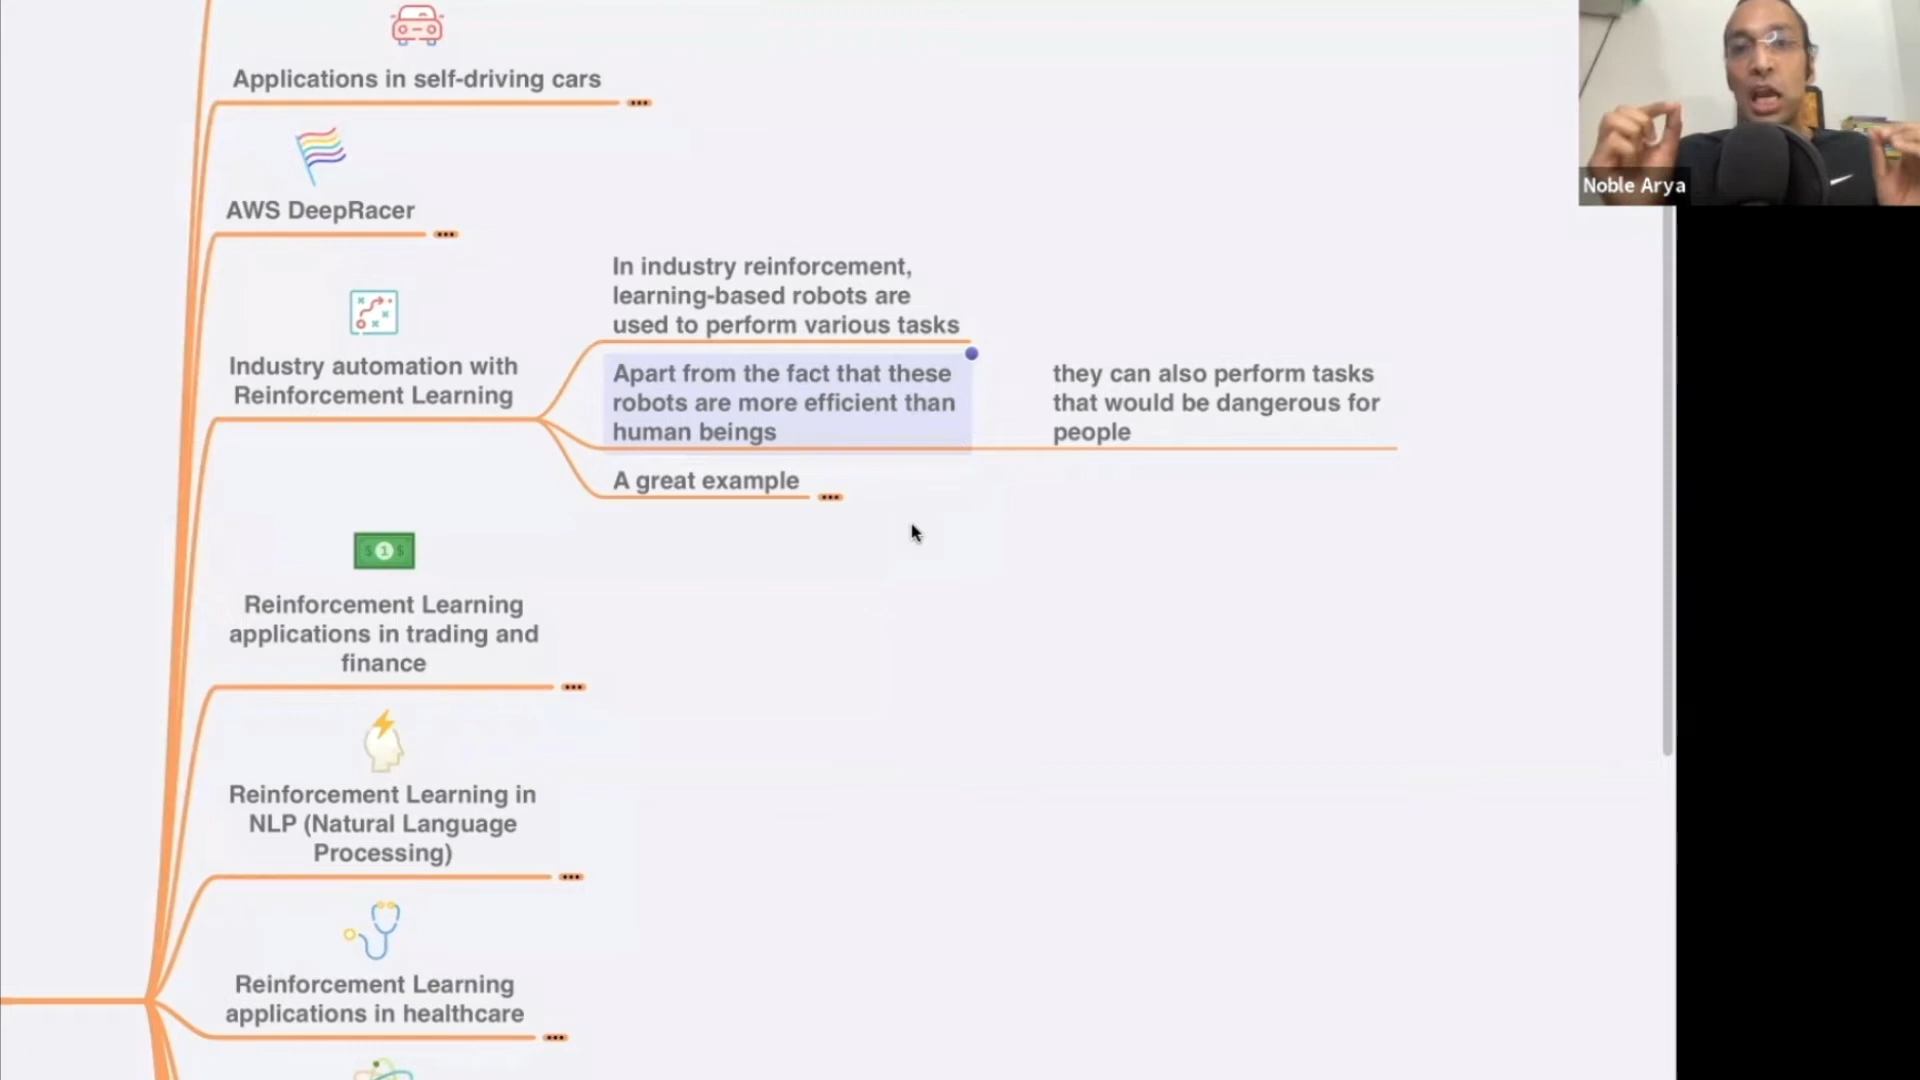 Applications in self-driving cars
AWS DeepRacer
Industry automation with
Reinforcement Learning
In industry reinforcement,
learning-based robots are
used to perform various tasks
Apart from the fact that these
robots are more efficient than
human beings
they can also perform tasks
that would be dangerous for
people
A great example
Reinforcement Learning
applications in trading and
finance
$ 1 $
Reinforcement Learning in
NLP (Natural Language
Processing)
Reinforcement Learning
applications in healthcare
Noble Arya